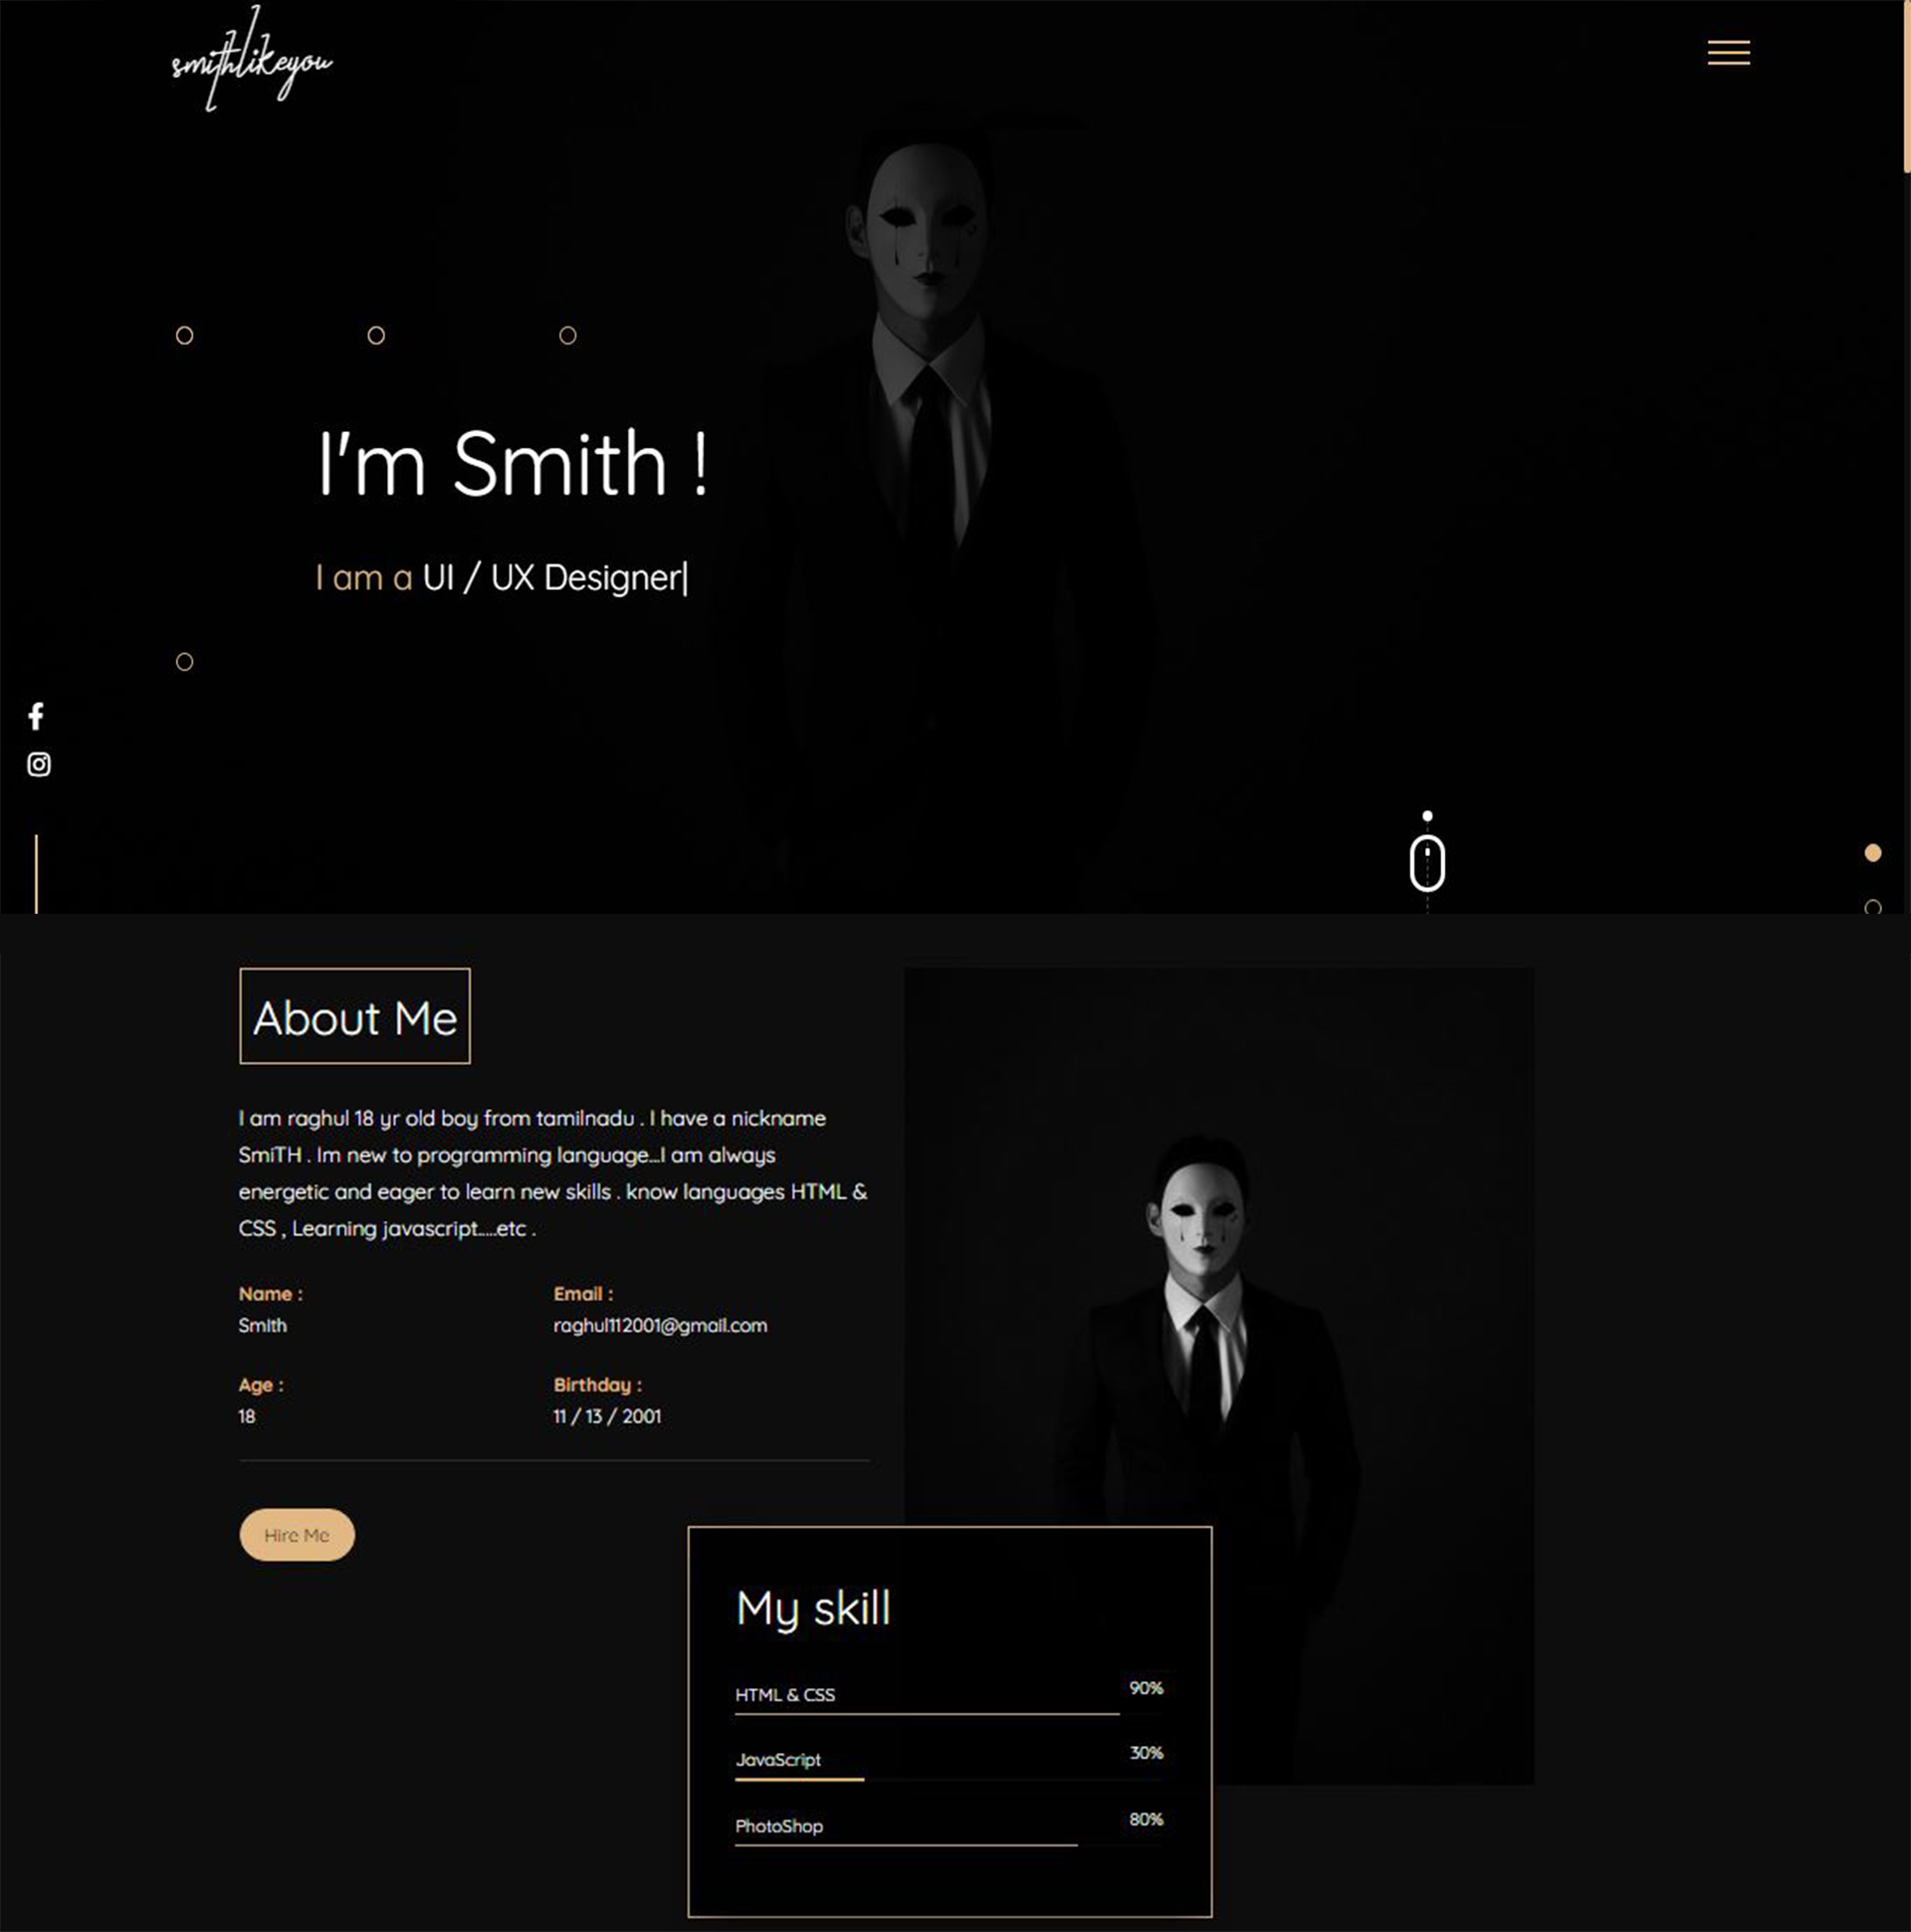 smithlikeyou
I'm Smith !
I am a UI / UX Designer|
About Me
I am raghul 18 yr old boy from tamilnadu . I have a nickname
SmiTH . Im new to programming language...I am always
energetic and eager to learn new skills . know languages HTML &
CSS , Learning javascript.....etc .
Name :
Smith
Email :
raghul112001@gmail.com
Age :
18
Birthday :
11 / 13 / 2001
Hire Me
My skill
HTML & CSS
90%
JavaScript
30%
PhotoShop
80%